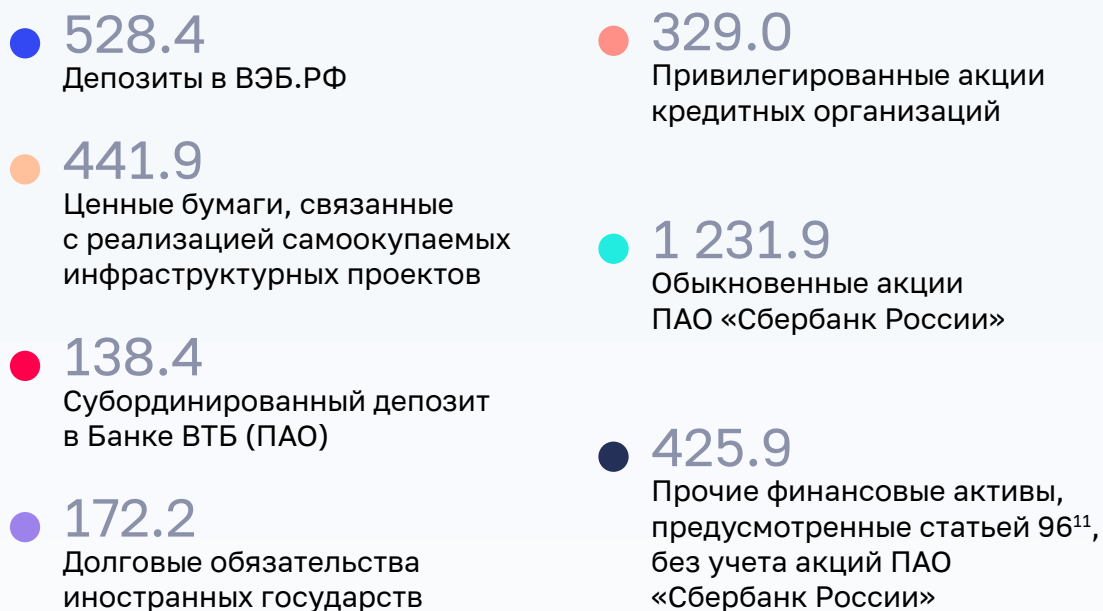 528.4
Депозиты в ВЭБ.РФ
441.9
Ценные бумаги, связанные
с реализацией самоокупаемых
инфраструктурных проектов
138.4
Субординированный депозит
в Банке ВТБ (ПАО)
172.2
Долговые обязательства
иностранных государств
329.0
Привилегированные акции
кредитных организаций
1 231.9
Обыкновенные акции
ПАО «Сбербанк России»
425.9
Прочие финансовые активы,
предусмотренные статьей 96¹¹,
без учета акций ПАО
«Сбербанк России»